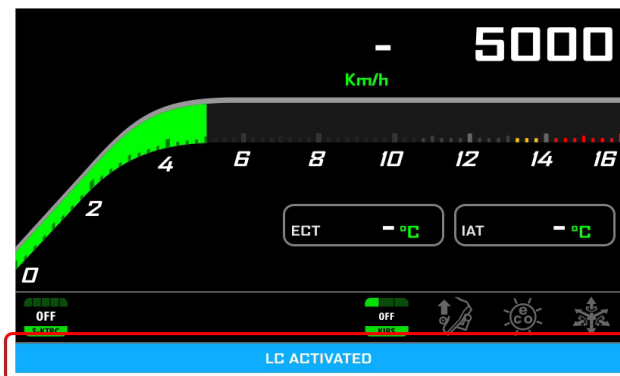 - 5000
Km/h
0 2 4 6 8 10 12 14 16
ECT - °C IAT - °C
OFF OFF eco
S-KTRC KIBS
LC ACTIVATED